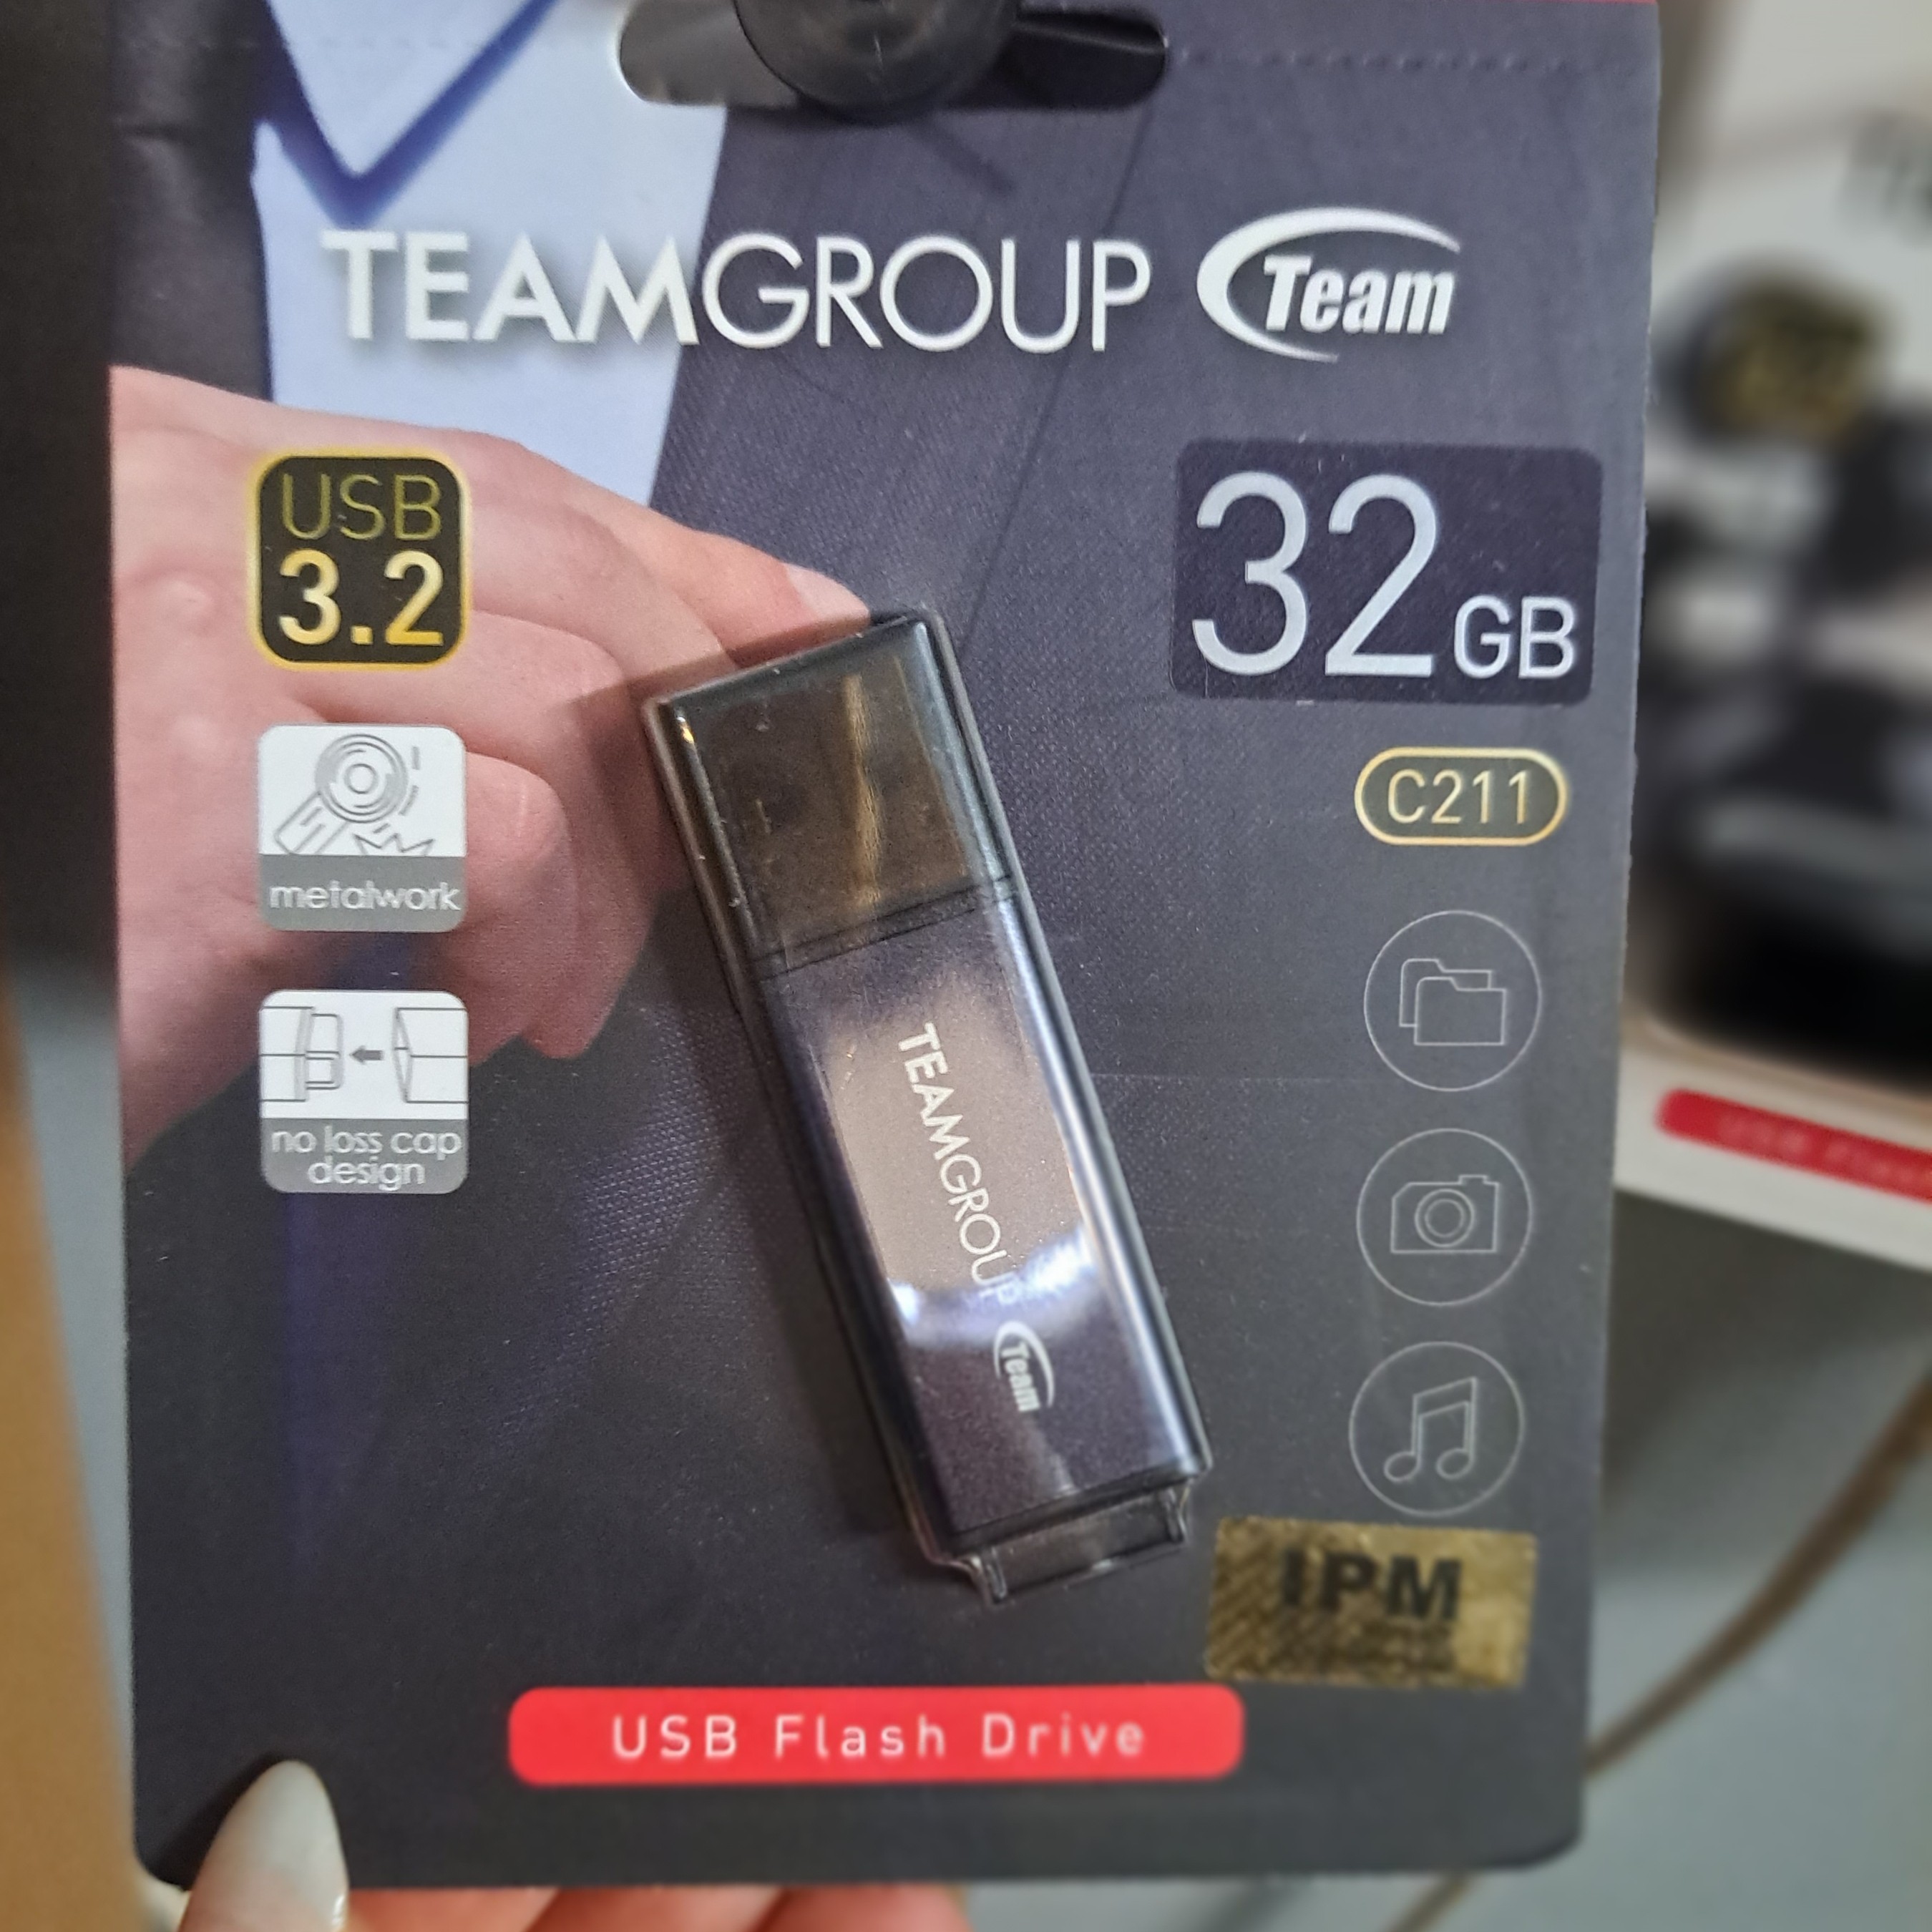 TEAMGROUP Team
USB
3.2
32GB
C211
metalwork
no loss cap
design
TEAMGROUP Team
IPM
USB Flash Drive